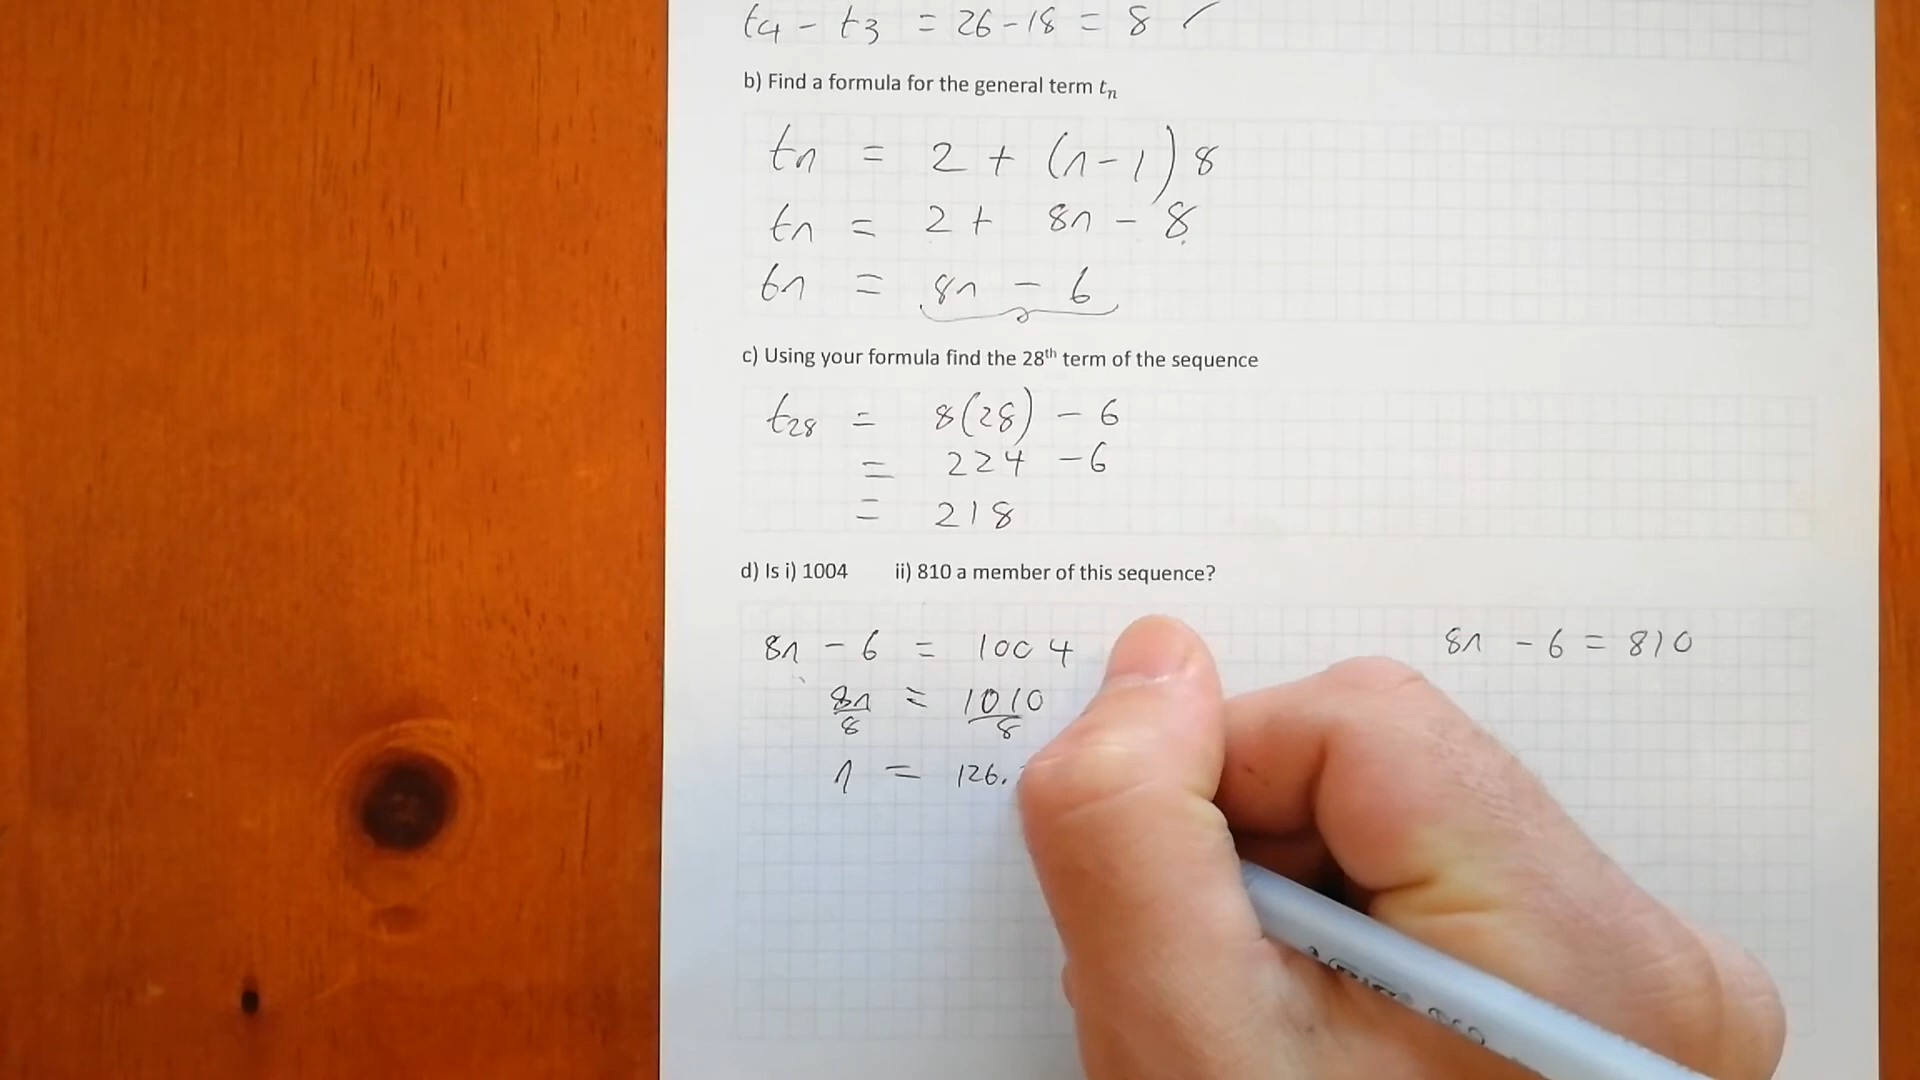 t4 - t3 = 26 - 18 = 8 ✓
b) Find a formula for the general term tn
tn = 2 + (n-1)8
tn = 2 + 8n - 8
tn = 8n - 6
c) Using your formula find the 28th term of the sequence
t28 = 8(28) - 6
= 224 - 6
= 218
d) Is i) 1004 ii) 810 a member of this sequence?
8n - 6 = 1004 8n - 6 = 810
8n/8 = 1010/8
n = 126.